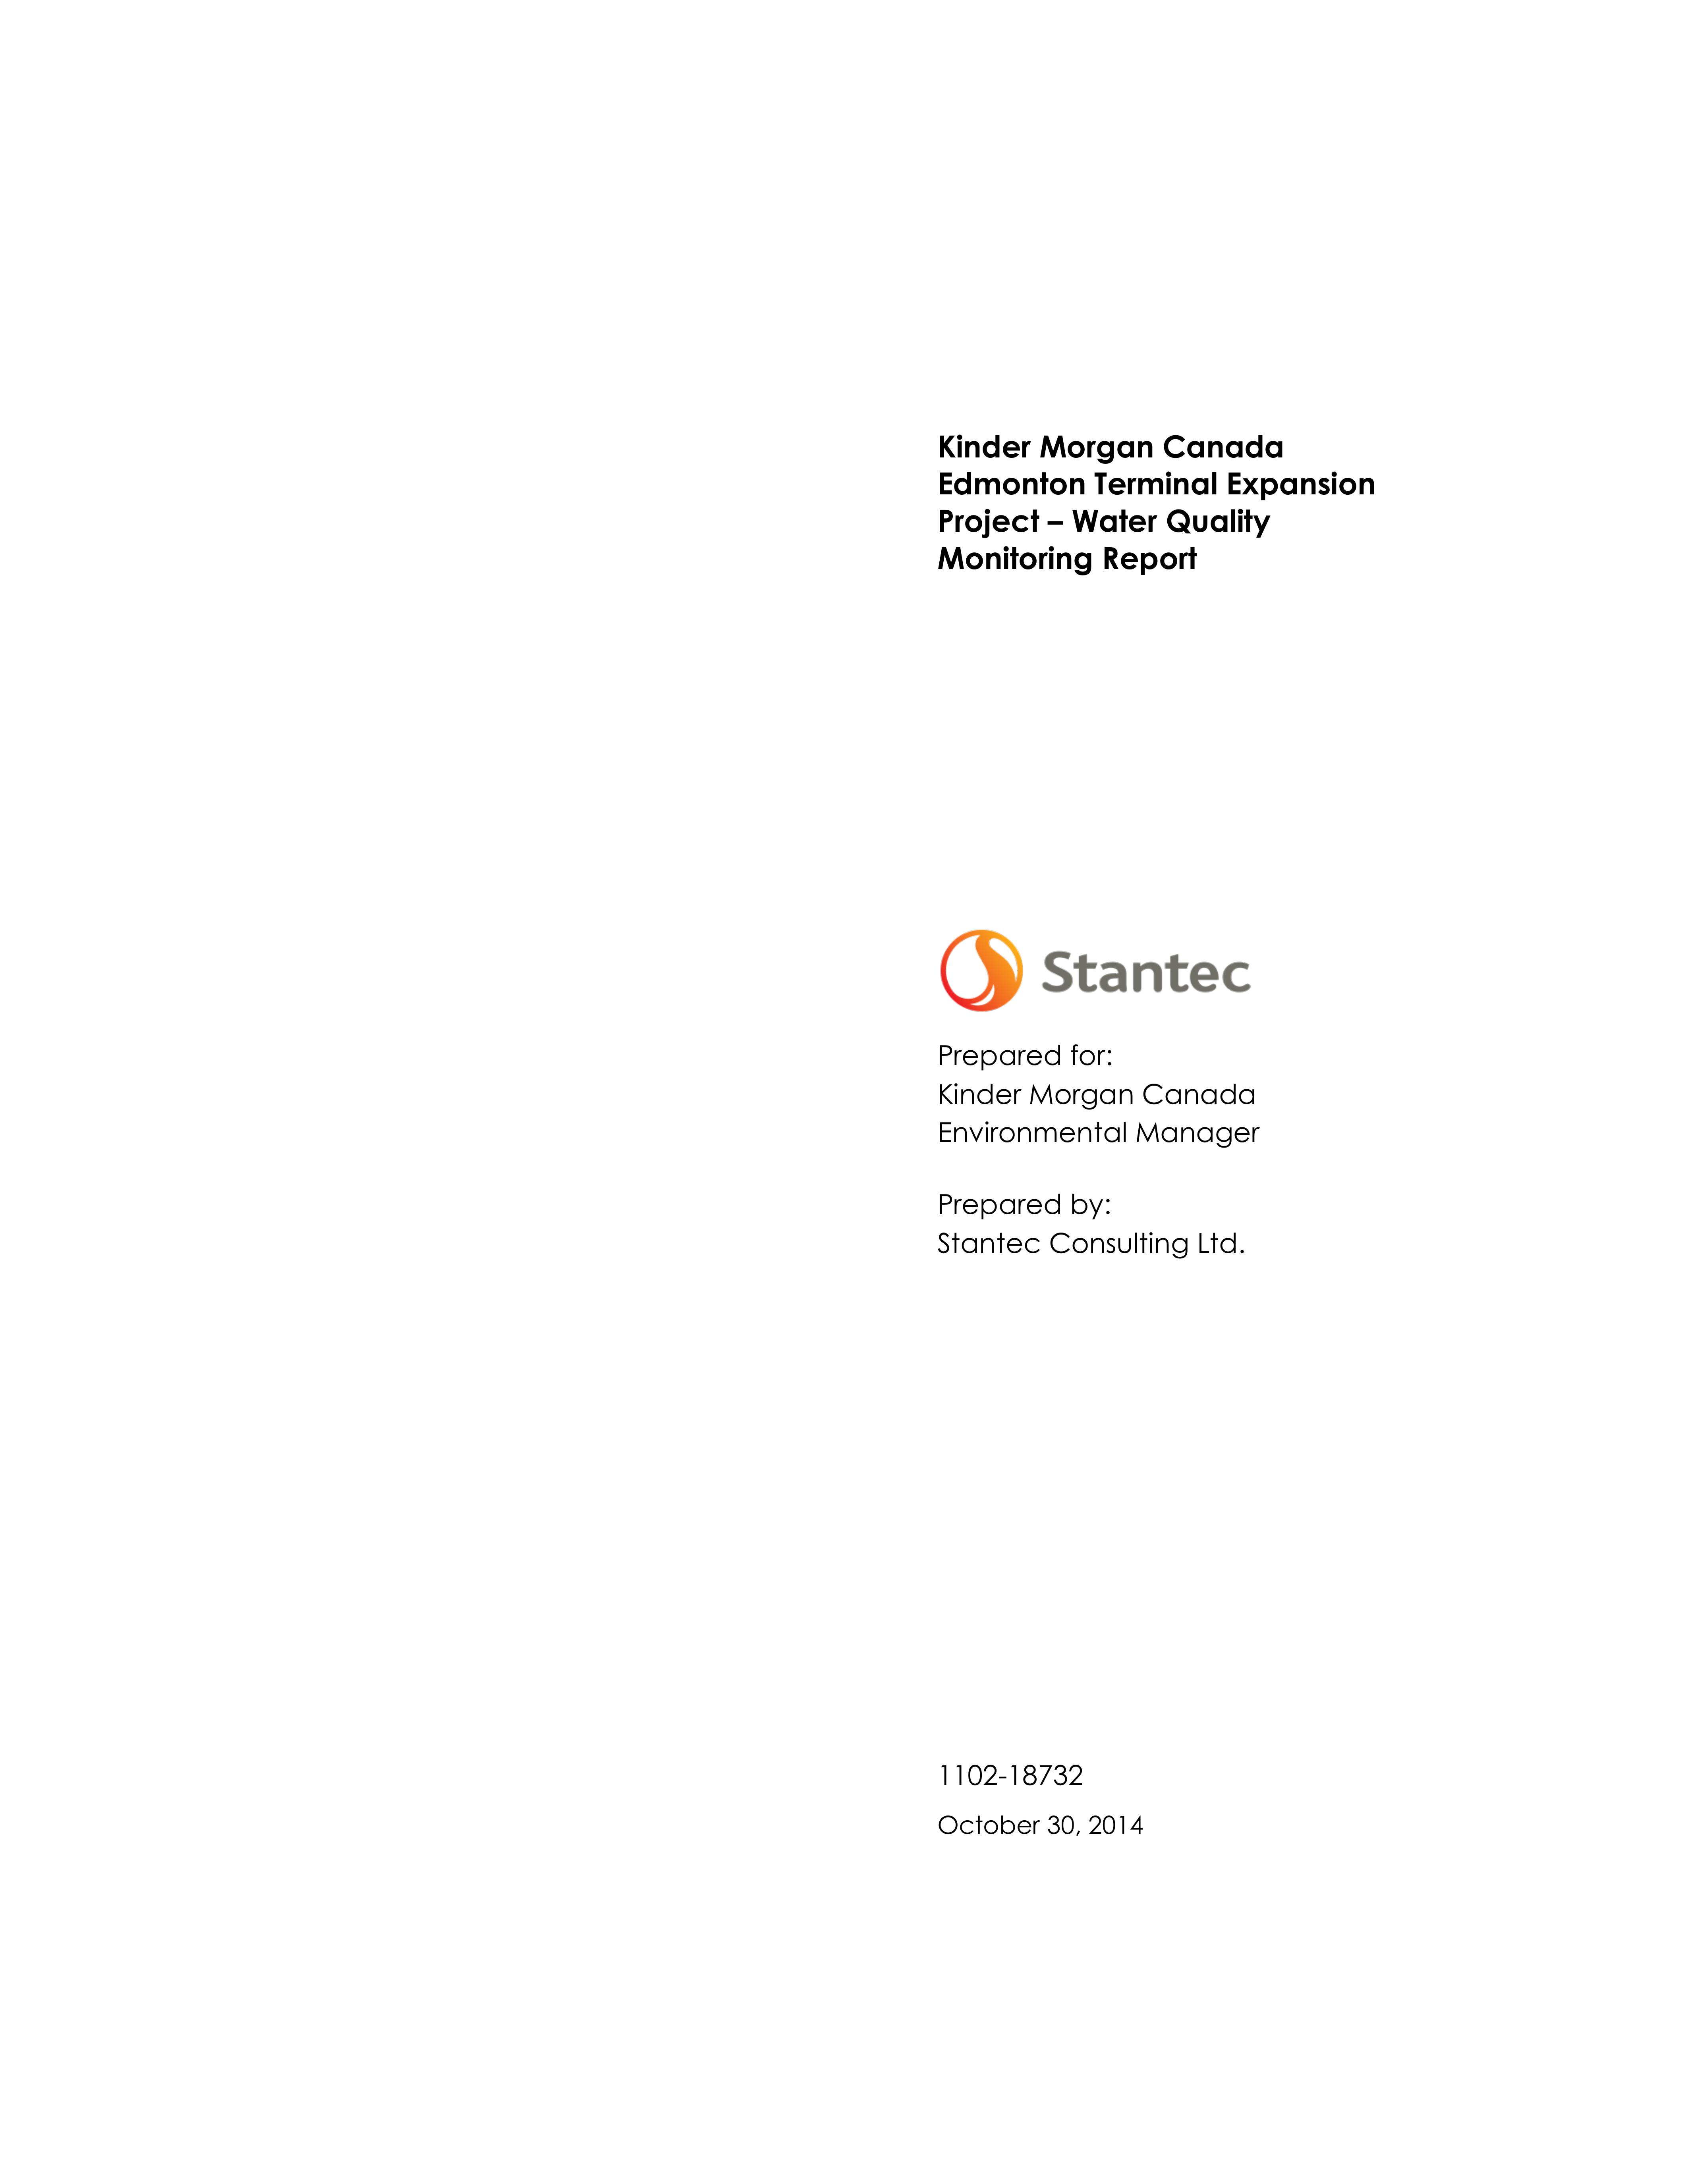 Kinder Morgan Canada
Edmonton Terminal Expansion
Project – Water Quality
Monitoring Report
Stantec
Prepared for:
Kinder Morgan Canada
Environmental Manager
Prepared by:
Stantec Consulting Ltd.
1102-18732
October 30, 2014